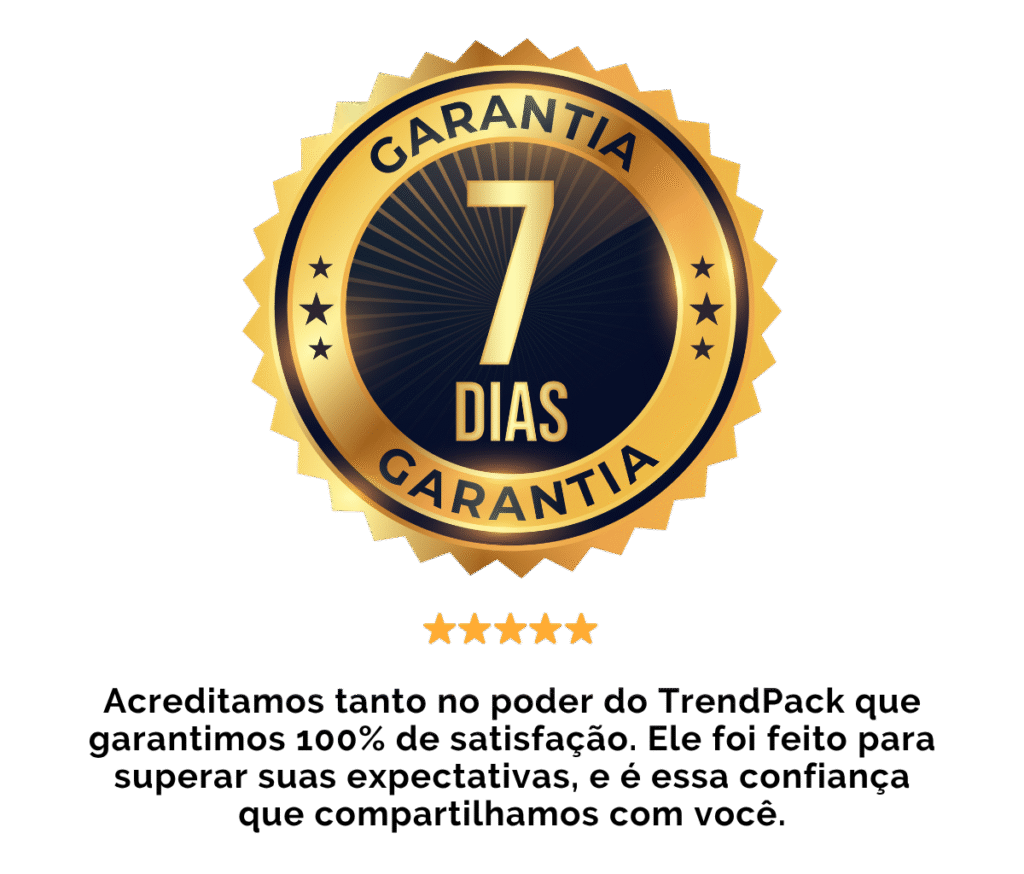 GARANTIA
7
DIAS
GARANTIA
Acreditamos tanto no poder do TrendPack que
garantimos 100% de satisfação. Ele foi feito para
superar suas expectativas, e é essa confiança
que compartilhamos com você.